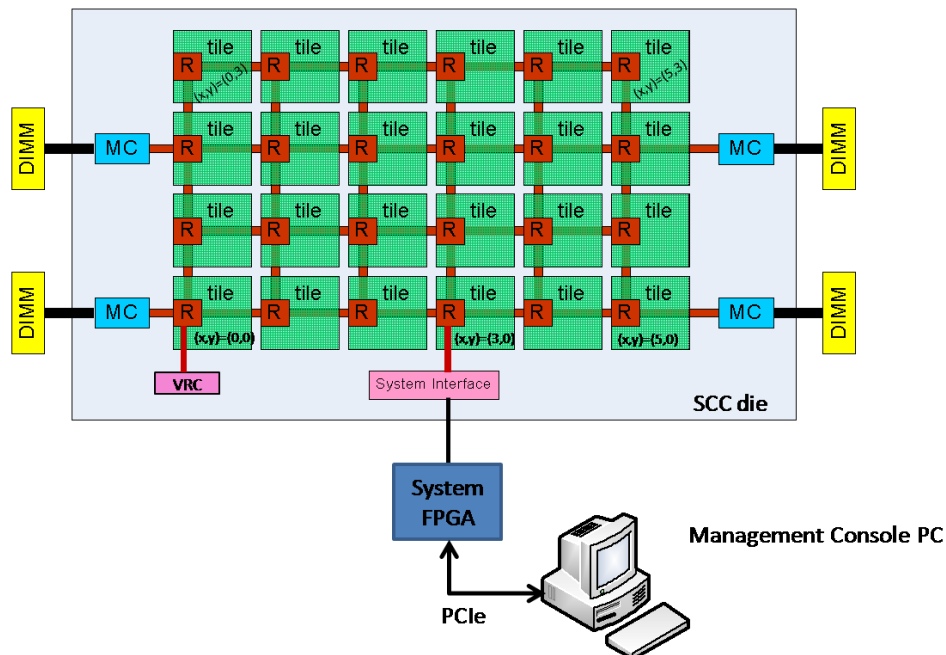 tile tile tile tile tile tile
R R R R R R
(x,y)=(0,3) (x,y)=(5,3)
tile tile tile tile tile tile
DIMM MC R R R R R R MC DIMM
tile tile tile tile tile tile
R R R R R R
tile tile tile tile tile tile
DIMM MC R R R R R R MC DIMM
(x,y)=(0,0) (x,y)=(3,0) (x,y)=(5,0)
VRC System Interface
SCC die
System
FPGA
Management Console PC
PCIe